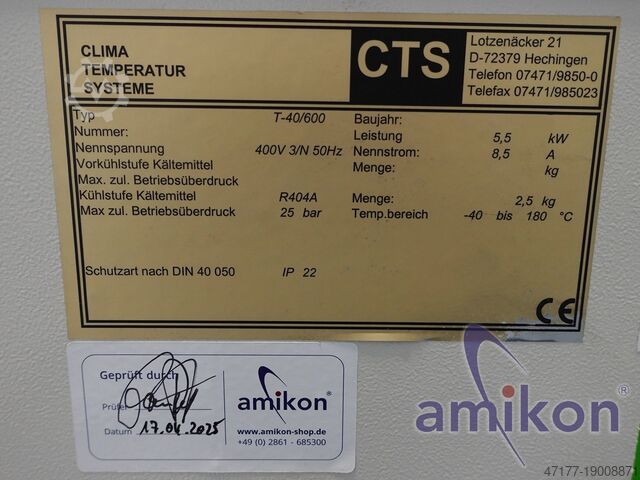 CLIMA
TEMPERATUR
SYSTEME
CTS
Lotzenäcker 21
D-72379 Hechingen
Telefon 07471/9850-0
Telefax 07471/985023
Typ T-40/600 Baujahr:
Nummer: Leistung 5,5 kW
Nennspannung 400V 3/N 50Hz Nennstrom: 8,5 A
Vorkühlstufe Kältemittel Menge: kg
Max. zul. Betriebsüberdruck
Kühlstufe Kältemittel R404A Menge: 2,5 kg
Max zul. Betriebsüberdruck 25 bar Temp.bereich -40 bis 180 °C
Schutzart nach DIN 40 050 IP 22
CE
Geprüft durch
Prüfer
Datum 17.04.2025
amikon®
www.amikon-shop.de
+49 (0) 2861 - 685300
amikon®
47177-19008871